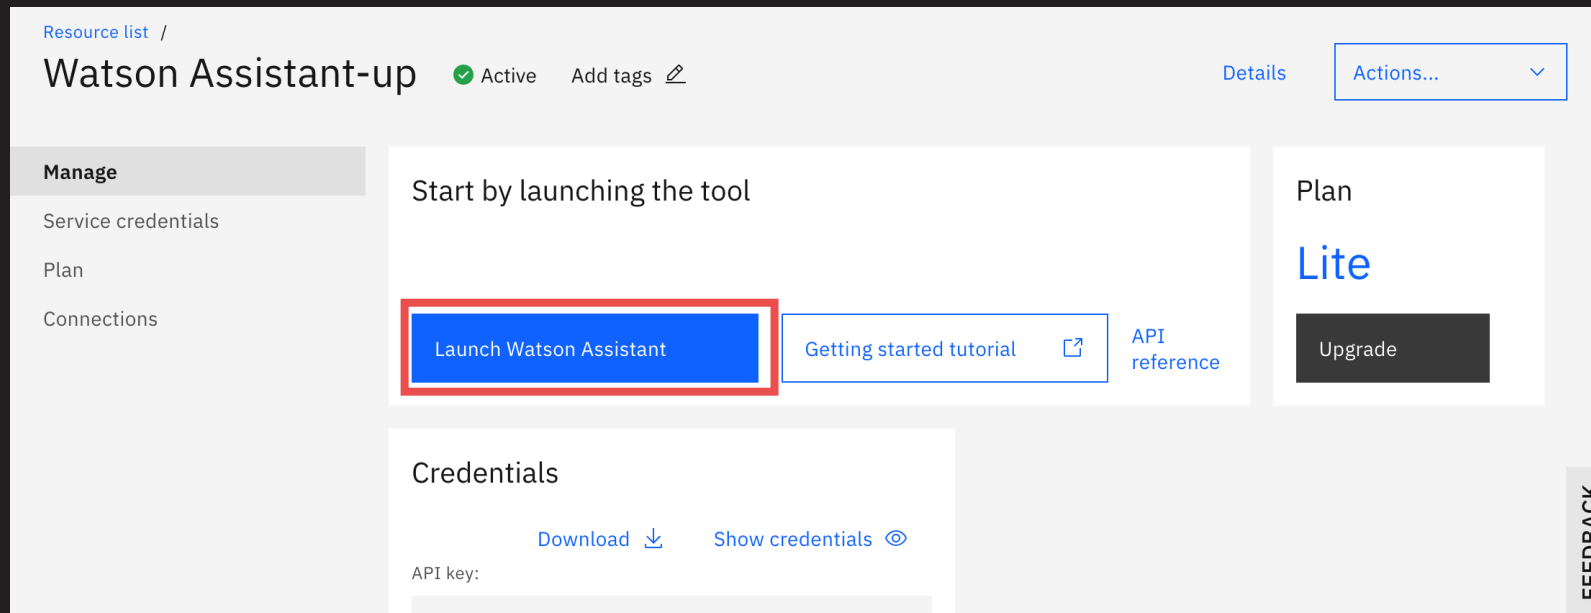 Resource list /
Watson Assistant-up
Active
Add tags
Details
Actions...
Manage
Service credentials
Plan
Connections
Start by launching the tool
Launch Watson Assistant
Getting started tutorial
API
reference
Plan
Lite
Upgrade
Credentials
Download
Show credentials
API key:
FEEDBACK